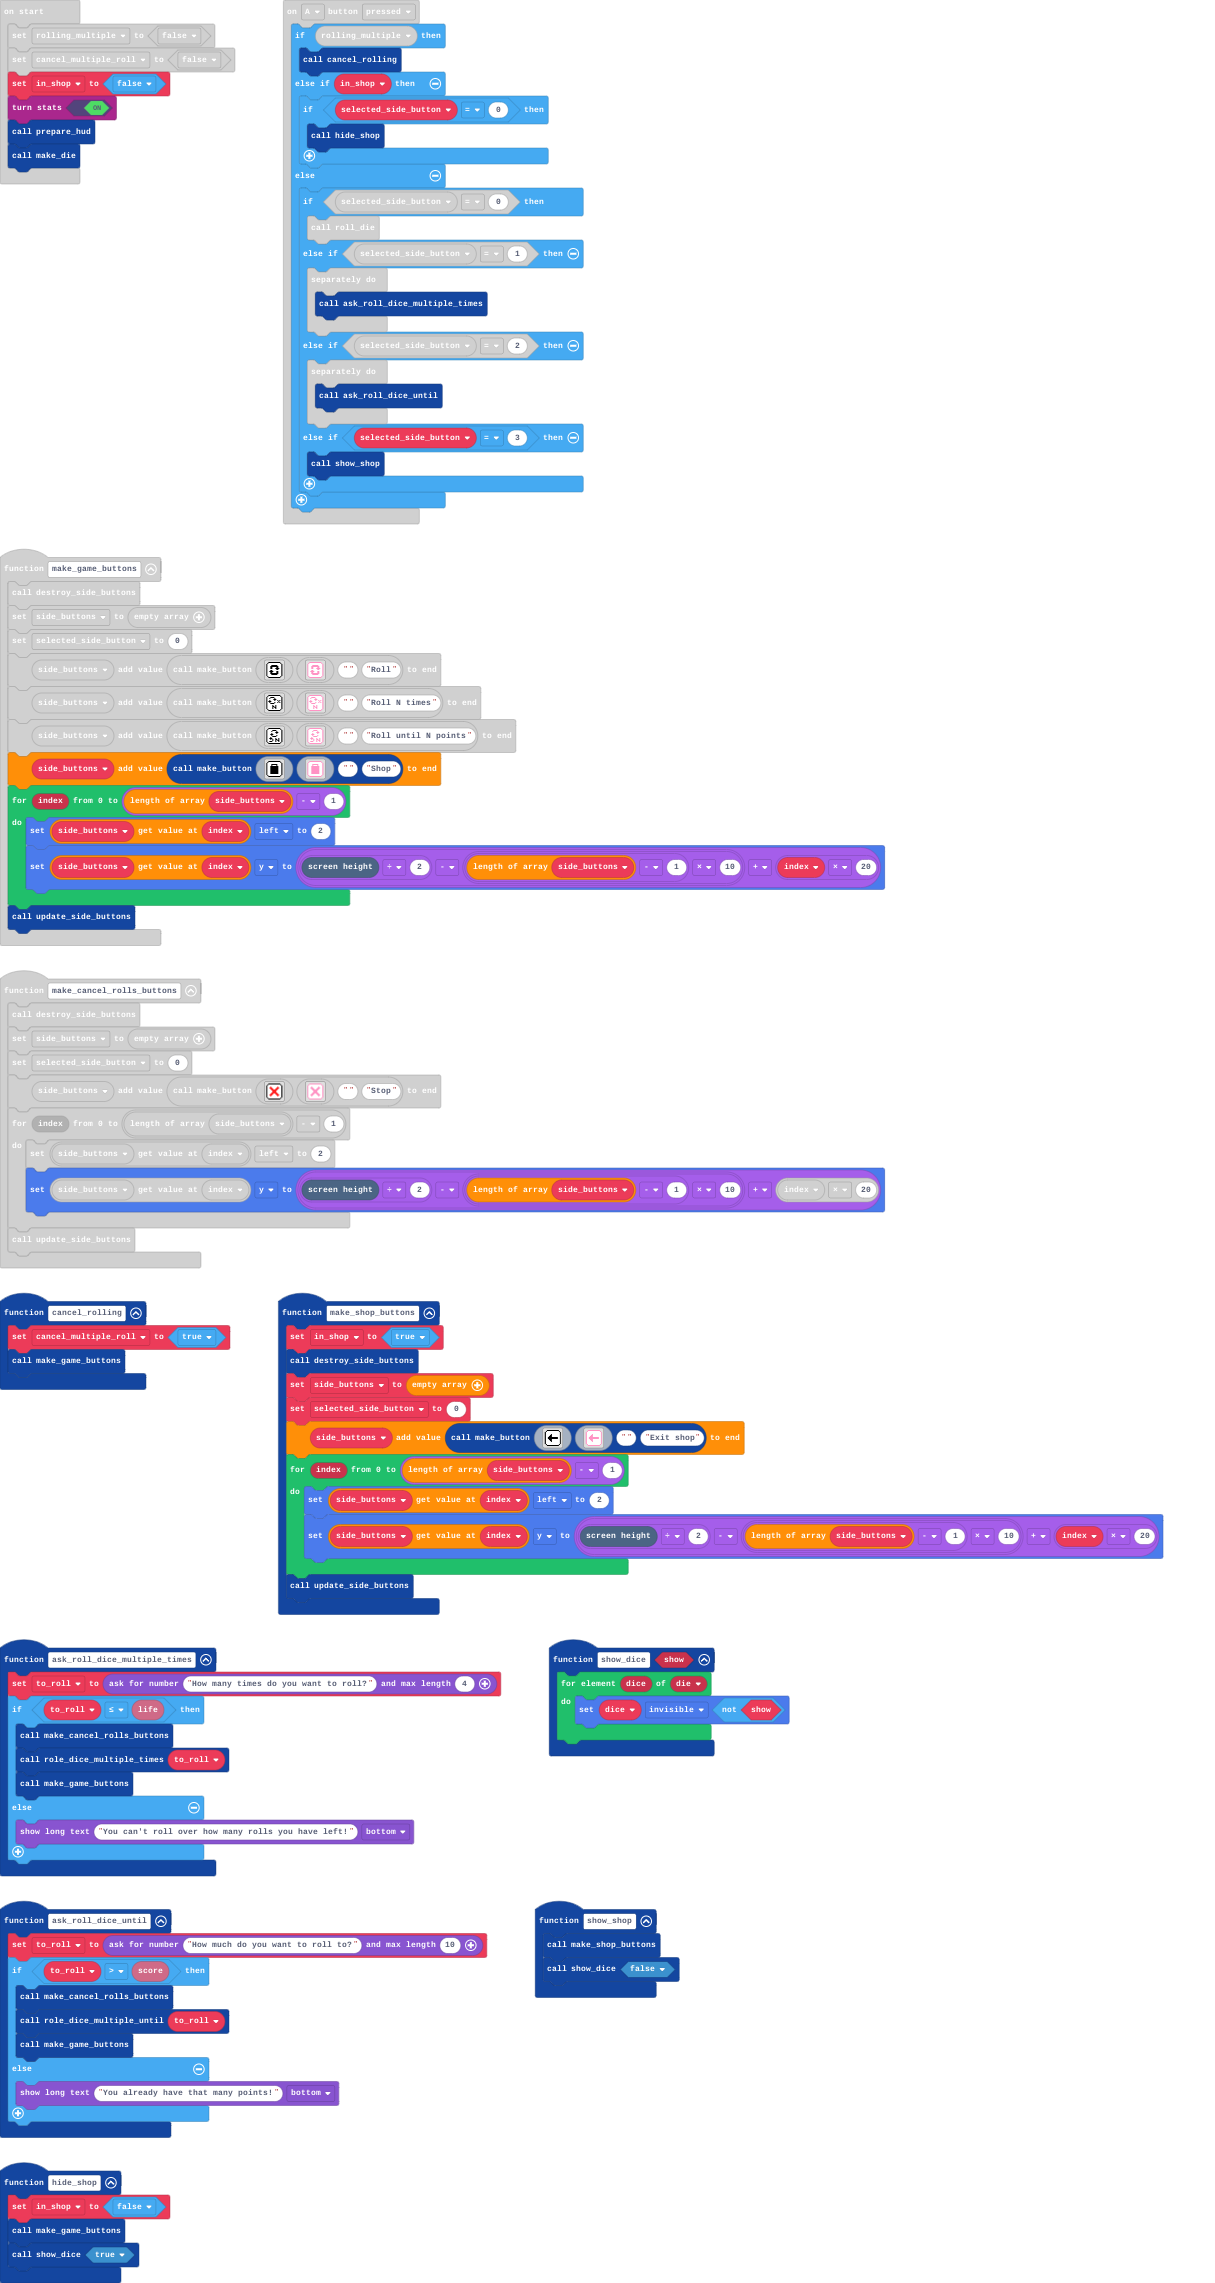 on start
set rolling_multiple to false
set cancel_multiple_roll to false
set in_shop to false
turn stats ON
call prepare_hud
call make_die
on A button pressed
if rolling_multiple then
call cancel_rolling
else if in_shop then
if selected_side_button = 0 then
call hide_shop
else
if selected_side_button = 0 then
call roll_die
else if selected_side_button = 1 then
separately do
call ask_roll_dice_multiple_times
else if selected_side_button = 2 then
separately do
call ask_roll_dice_until
else if selected_side_button = 3 then
call show_shop
function make_game_buttons
call destroy_side_buttons
set side_buttons to empty array
set selected_side_button to 0
side_buttons add value call make_button "" "Roll" to end
side_buttons add value call make_button "" "Roll N times" to end
side_buttons add value call make_button "" "Roll until N points" to end
side_buttons add value call make_button "" "Shop" to end
for index from 0 to length of array side_buttons - 1
do set side_buttons get value at index left to 2
set side_buttons get value at index y to screen height ÷ 2 - length of array side_buttons - 1 × 10 + index × 20
call update_side_buttons
function make_cancel_rolls_buttons
call destroy_side_buttons
set side_buttons to empty array
set selected_side_button to 0
side_buttons add value call make_button "" "Stop" to end
for index from 0 to length of array side_buttons - 1
do set side_buttons get value at index left to 2
set side_buttons get value at index y to screen height ÷ 2 - length of array side_buttons - 1 × 10 + index × 20
call update_side_buttons
function cancel_rolling
set cancel_multiple_roll to true
call make_game_buttons
function make_shop_buttons
set in_shop to true
call destroy_side_buttons
set side_buttons to empty array
set selected_side_button to 0
side_buttons add value call make_button "" "Exit shop" to end
for index from 0 to length of array side_buttons - 1
do set side_buttons get value at index left to 2
set side_buttons get value at index y to screen height ÷ 2 - length of array side_buttons - 1 × 10 + index × 20
call update_side_buttons
function ask_roll_dice_multiple_times
set to_roll to ask for number "How many times do you want to roll?" and max length 4
if to_roll ≤ life then
call make_cancel_rolls_buttons
call role_dice_multiple_times to_roll
call make_game_buttons
else
show long text "You can't roll over how many rolls you have left!" bottom
function show_dice show
for element dice of die
do set dice invisible not show
function ask_roll_dice_until
set to_roll to ask for number "How much do you want to roll to?" and max length 10
if to_roll > score then
call make_cancel_rolls_buttons
call role_dice_multiple_until to_roll
call make_game_buttons
else
show long text "You already have that many points!" bottom
function show_shop
call make_shop_buttons
call show_dice false
function hide_shop
set in_shop to false
call make_game_buttons
call show_dice true